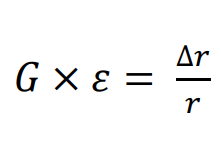 G × ε = Δr / r